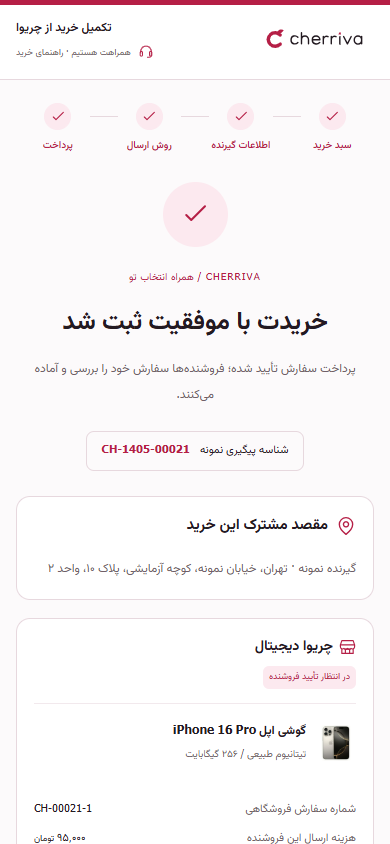 cherriva
تکمیل خرید از چریوا
همراهت هستیم · راهنمای خرید
سبد خرید
اطلاعات گیرنده
روش ارسال
پرداخت
CHERRIVA / همراه انتخاب تو
خریدت با موفقیت ثبت شد
پرداخت سفارش تأیید شده؛ فروشنده‌ها سفارش خود را بررسی و آماده
می‌کنند.
شناسه پیگیری نمونه CH-1405-00021
مقصد مشترک این خرید
گیرنده نمونه · تهران، خیابان نمونه، کوچه آزمایشی، پلاک ۱۰، واحد ۲
چریوا دیجیتال
در انتظار تأیید فروشنده
گوشی اپل iPhone 16 Pro
تیتانیوم طبیعی / ۲۵۶ گیگابایت
شماره سفارش فروشگاهی CH-00021-1
هزینه ارسال این فروشنده ۹۵,۰۰۰ تومان